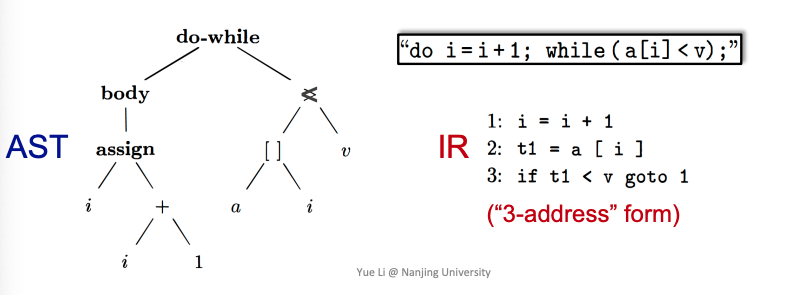 do-while
"do i=i+1; while(a[i]<v);"
body
<
AST
assign
[ ]
v
i
+
a
i
i
1
IR
1: i = i + 1
2: t1 = a [ i ]
3: if t1 < v goto 1
("3-address" form)
Yue Li @ Nanjing University